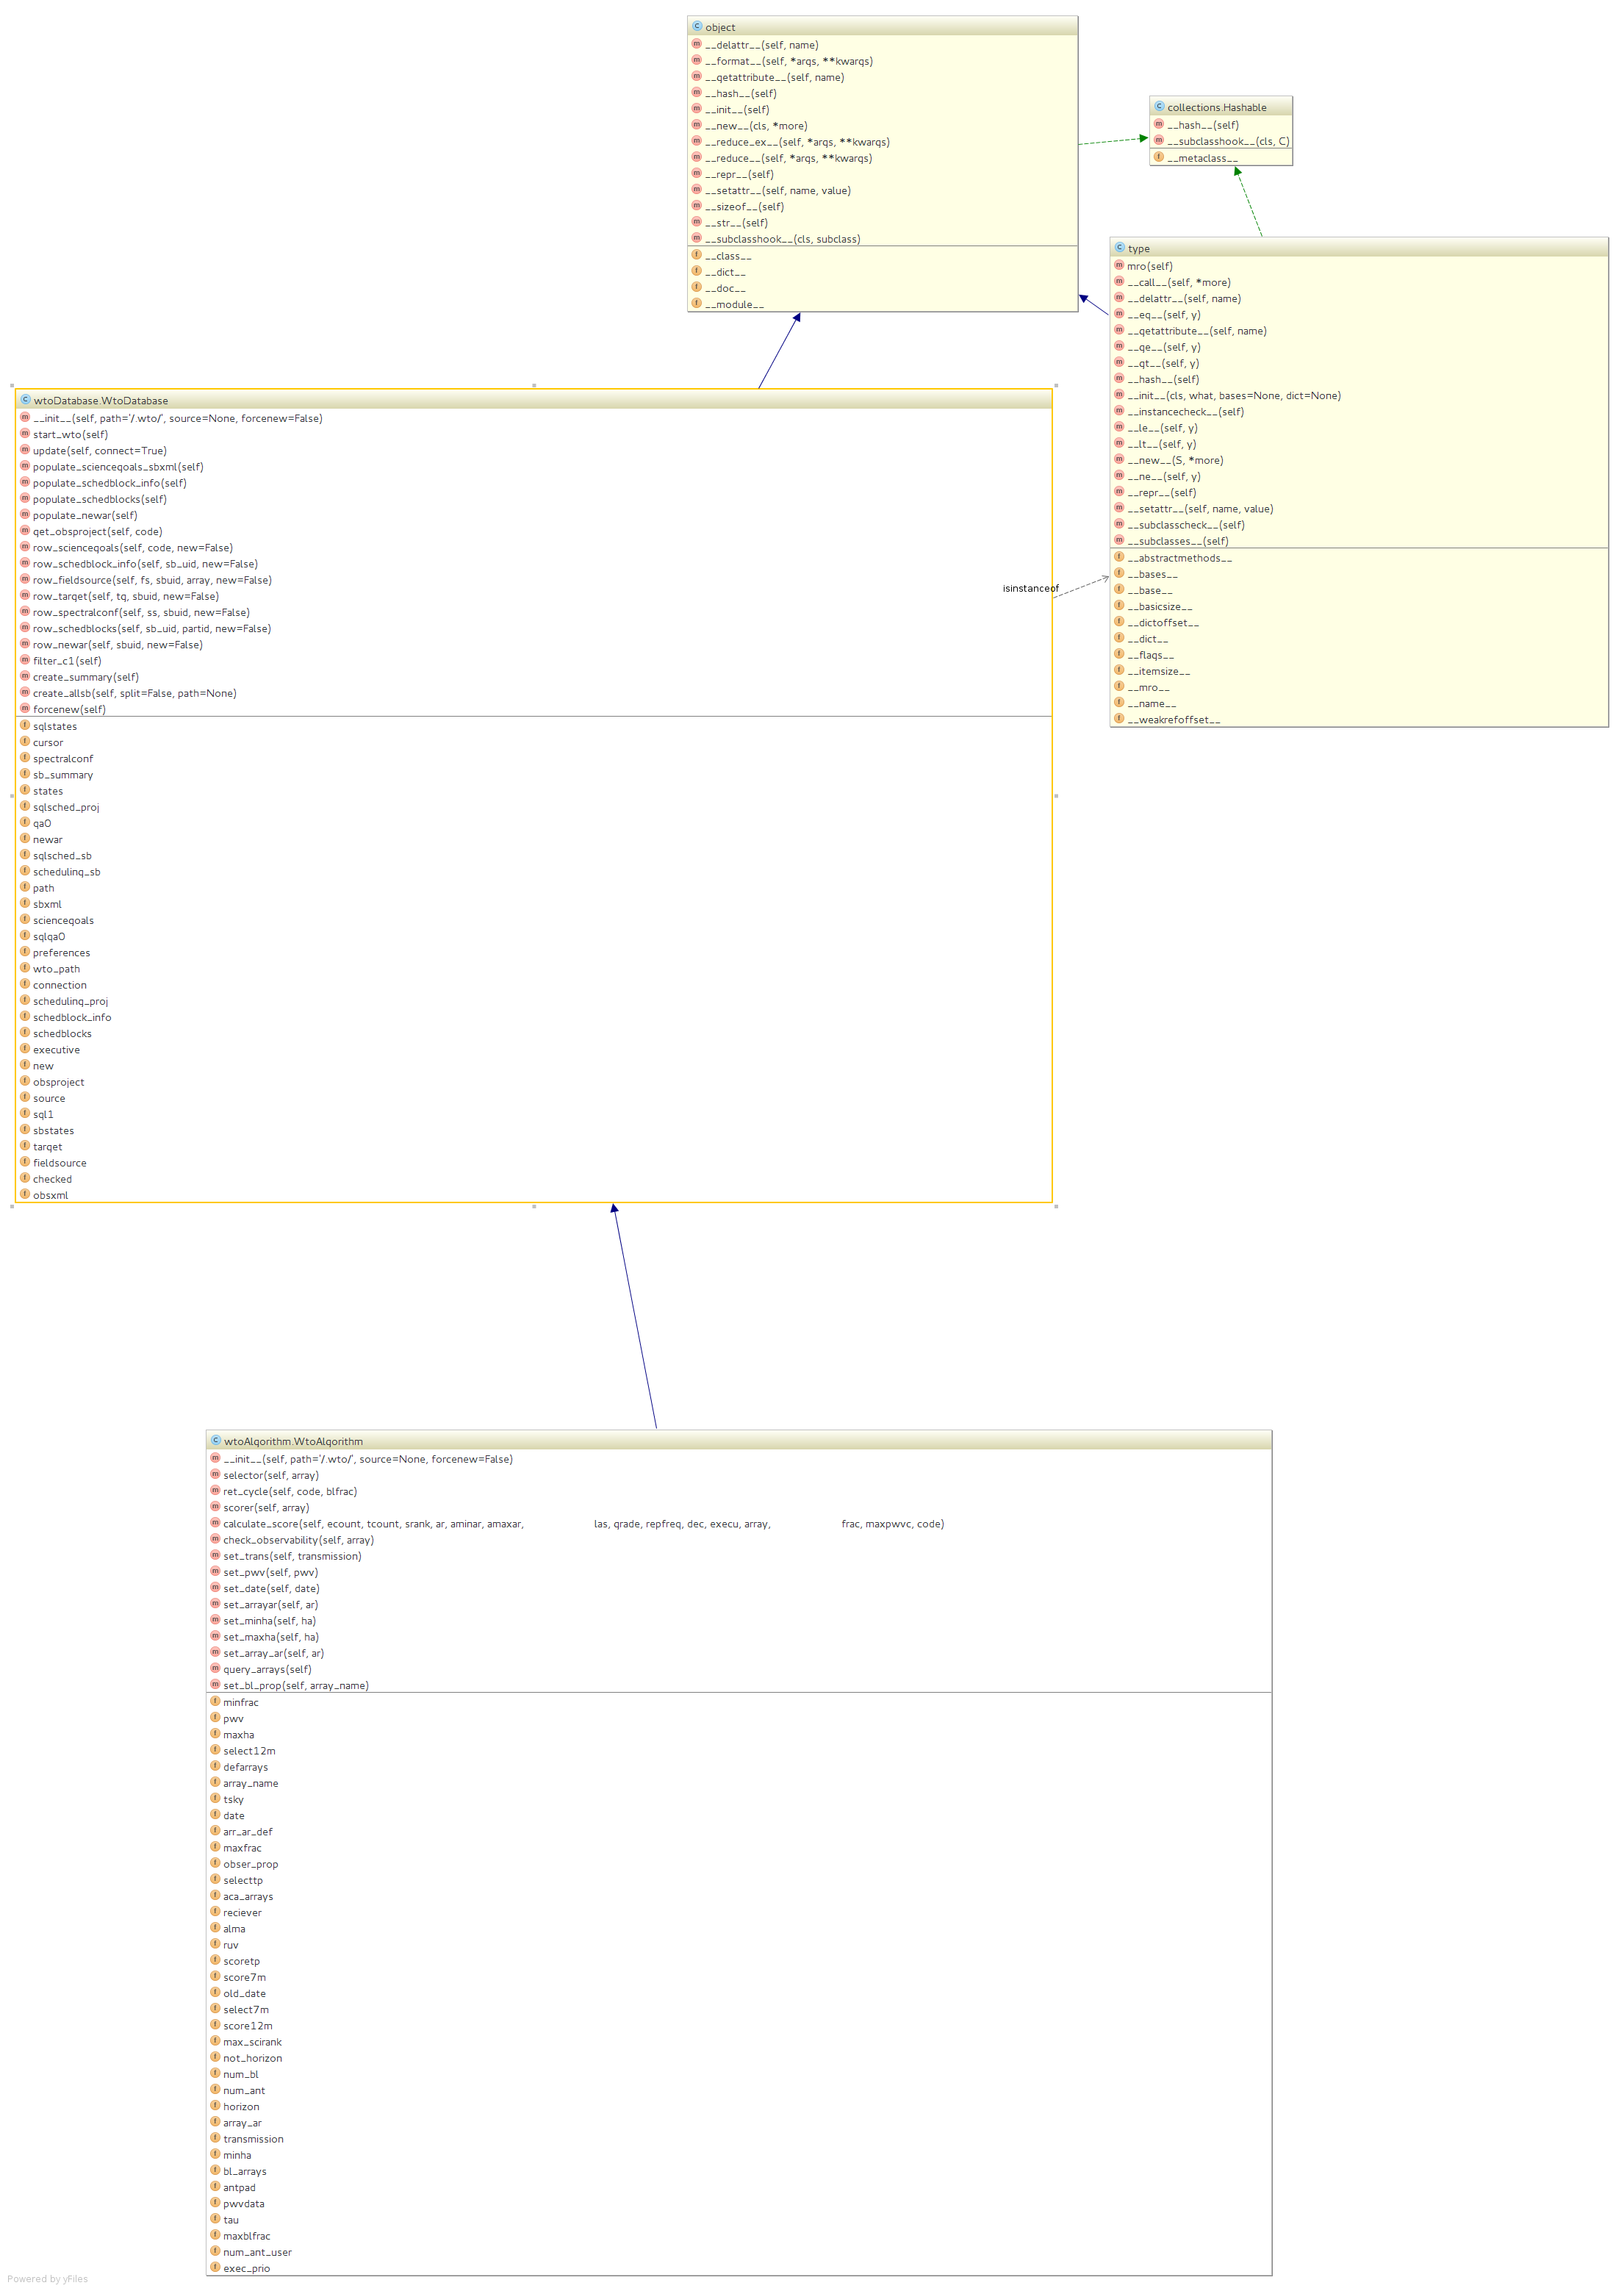 object
__delattr__(self, name)
__format__(self, *args, **kwargs)
__getattribute__(self, name)
__hash__(self)
__init__(self)
__new__(cls, *more)
__reduce_ex__(self, *args, **kwargs)
__reduce__(self, *args, **kwargs)
__repr__(self)
__setattr__(self, name, value)
__sizeof__(self)
__str__(self)
__subclasshook__(cls, subclass)
__class__
__dict__
__doc__
__module__
collections.Hashable
__hash__(self)
__subclasshook__(cls, C)
__metaclass__
type
mro(self)
__call__(self, *more)
__delattr__(self, name)
__eq__(self, y)
__getattribute__(self, name)
__ge__(self, y)
__gt__(self, y)
__hash__(self)
__init__(cls, what, bases=None, dict=None)
__instancecheck__(self)
__le__(self, y)
__lt__(self, y)
__new__(S, *more)
__ne__(self, y)
__repr__(self)
__setattr__(self, name, value)
__subclasscheck__(self)
__subclasses__(self)
__abstractmethods__
__bases__
__base__
__basicsize__
__dictoffset__
__dict__
__flags__
__itemsize__
__mro__
__name__
__weakrefoffset__
isinstanceof
wtoDatabase.WtoDatabase
__init__(self, path='/.wto/', source=None, forcenew=False)
start_wto(self)
update(self, connect=True)
populate_sciencegoals_sbxml(self)
populate_schedblock_info(self)
populate_schedblocks(self)
populate_newar(self)
get_obsproject(self, code)
row_sciencegoals(self, code, new=False)
row_schedblock_info(self, sb_uid, new=False)
row_fieldsource(self, fs, sbuid, array, new=False)
row_target(self, tg, sbuid, new=False)
row_spectralconf(self, ss, sbuid, new=False)
row_schedblocks(self, sb_uid, partid, new=False)
row_newar(self, sbuid, new=False)
filter_c1(self)
create_summary(self)
create_allsb(self, split=False, path=None)
forcenew(self)
sqlstates
cursor
spectralconf
sb_summary
states
sqlsched_proj
qa0
newar
sqlsched_sb
scheduling_sb
path
sbxml
sciencegoals
sqlqa0
preferences
wto_path
connection
scheduling_proj
schedblock_info
schedblocks
executive
new
obsproject
source
sql1
sbstates
target
fieldsource
checked
obsxml
wtoAlgorithm.WtoAlgorithm
__init__(self, path='/.wto/', source=None, forcenew=False)
selector(self, array)
ret_cycle(self, code, blfrac)
scorer(self, array)
calculate_score(self, ecount, tcount, srank, ar, aminar, amaxar, las, grade, repfreq, dec, execu, array, frac, maxpwvc, code)
check_observability(self, array)
set_trans(self, transmission)
set_pwv(self, pwv)
set_date(self, date)
set_arrayar(self, ar)
set_minha(self, ha)
set_maxha(self, ha)
set_array_ar(self, ar)
query_arrays(self)
set_bl_prop(self, array_name)
minfrac
pwv
maxha
select12m
defarrays
array_name
tsky
date
arr_ar_def
maxfrac
obser_prop
selecttp
aca_arrays
reciever
alma
ruv
scoretp
score7m
old_date
select7m
score12m
max_scirank
not_horizon
num_bl
num_ant
horizon
array_ar
transmission
minha
bl_arrays
antpad
pwvdata
tau
maxblfrac
num_ant_user
exec_prio
Powered by yFiles